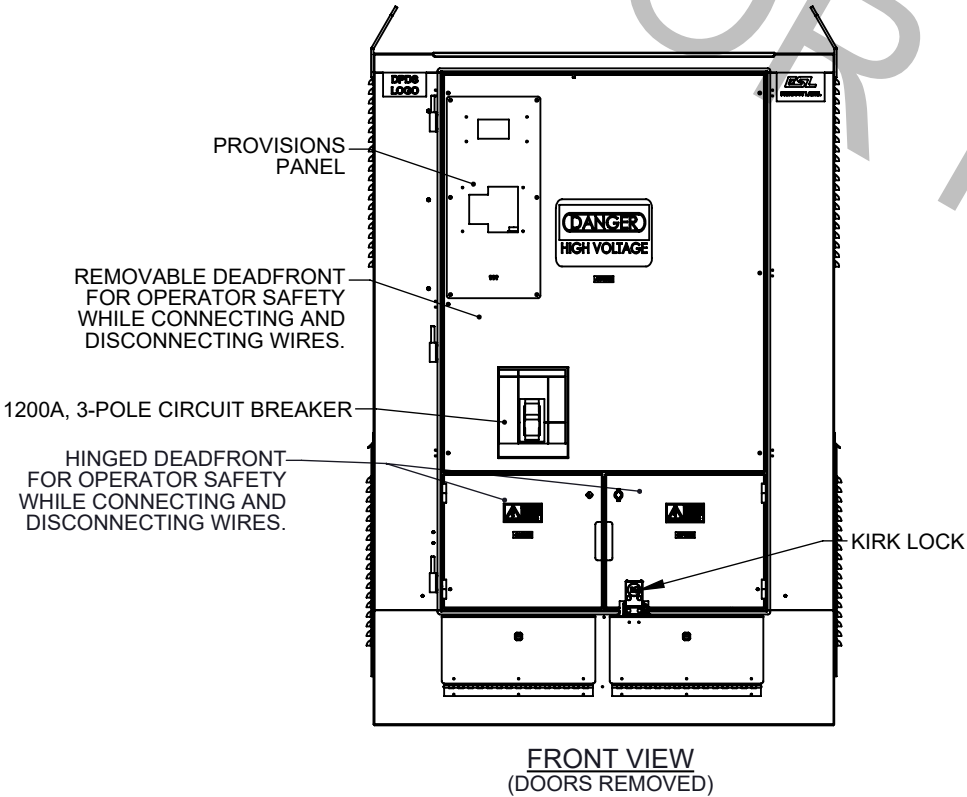 DPDS
LOGO
ESL
PROVISIONS
PANEL
DANGER
HIGH VOLTAGE
REMOVABLE DEADFRONT
FOR OPERATOR SAFETY
WHILE CONNECTING AND
DISCONNECTING WIRES.
1200A, 3-POLE CIRCUIT BREAKER
HINGED DEADFRONT
FOR OPERATOR SAFETY
WHILE CONNECTING AND
DISCONNECTING WIRES.
KIRK LOCK
FRONT VIEW
(DOORS REMOVED)